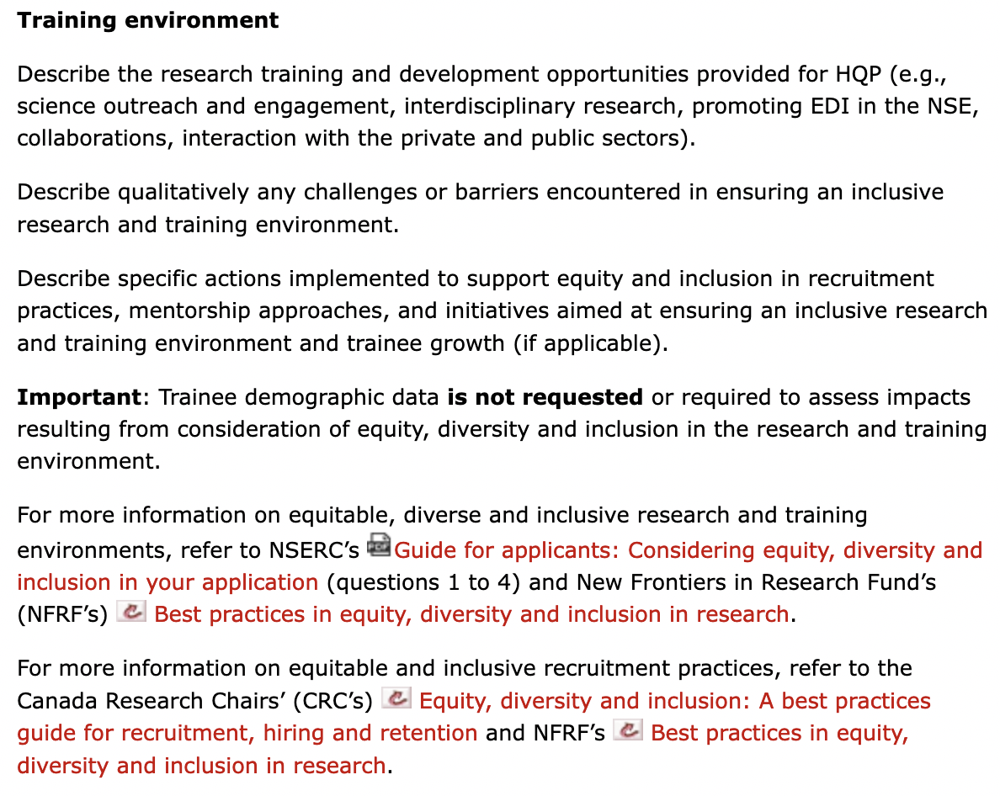 Training environment
Describe the research training and development opportunities provided for HQP (e.g.,
science outreach and engagement, interdisciplinary research, promoting EDI in the NSE,
collaborations, interaction with the private and public sectors).
Describe qualitatively any challenges or barriers encountered in ensuring an inclusive
research and training environment.
Describe specific actions implemented to support equity and inclusion in recruitment
practices, mentorship approaches, and initiatives aimed at ensuring an inclusive research
and training environment and trainee growth (if applicable).
Important: Trainee demographic data is not requested or required to assess impacts
resulting from consideration of equity, diversity and inclusion in the research and training
environment.
For more information on equitable, diverse and inclusive research and training
environments, refer to NSERC’s Guide for applicants: Considering equity, diversity and
inclusion in your application (questions 1 to 4) and New Frontiers in Research Fund’s
(NFRF’s) Best practices in equity, diversity and inclusion in research.
For more information on equitable and inclusive recruitment practices, refer to the
Canada Research Chairs’ (CRC’s) Equity, diversity and inclusion: A best practices
guide for recruitment, hiring and retention and NFRF’s Best practices in equity,
diversity and inclusion in research.